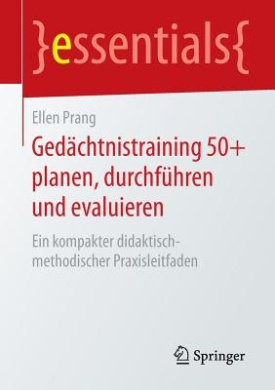 }essentials{
Ellen Prang
Gedächtnistraining 50+
planen, durchführen
und evaluieren
Ein kompakter didaktisch-
methodischer Praxisleitfaden
Springer